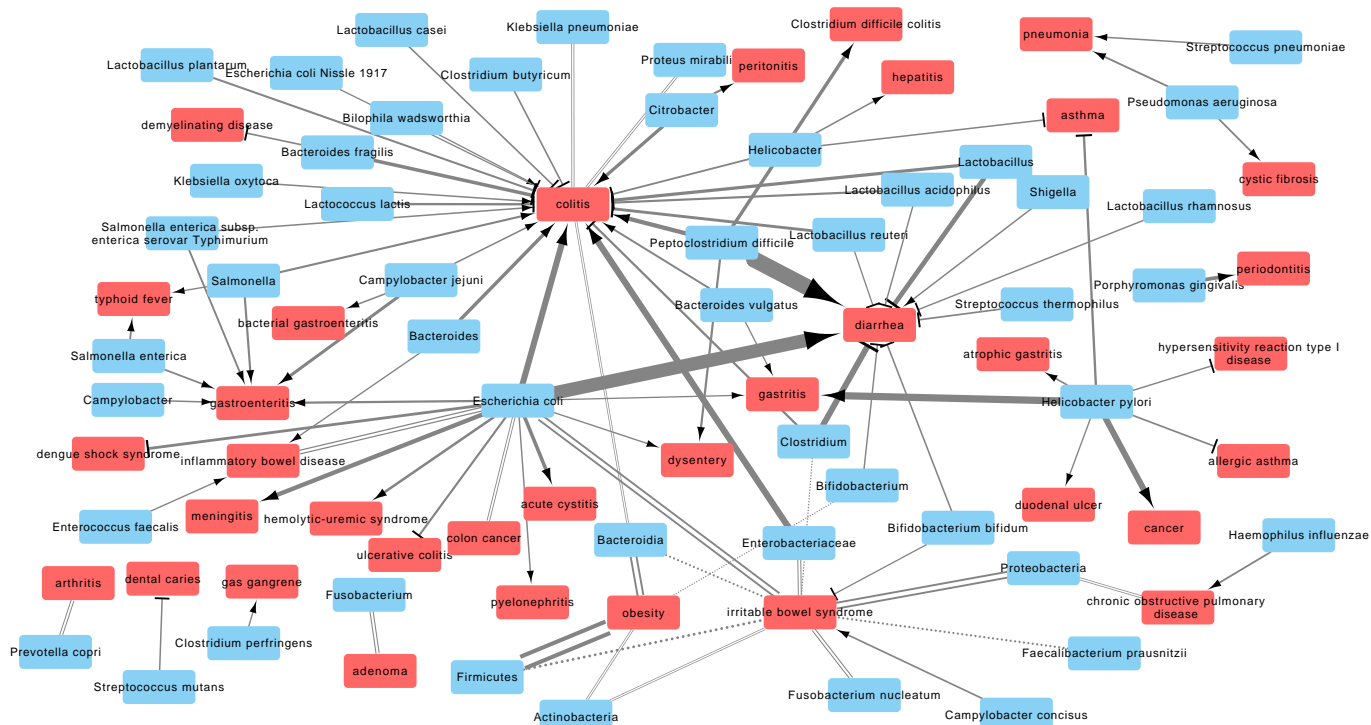 Clostridium difficile colitis
Lactobacillus casei
Klebsiella pneumoniae
pneumonia
Streptococcus pneumoniae
Lactobacillus plantarum
Escherichia coli Nissle 1917
Clostridium butyricum
Proteus mirabili
peritonitis
hepatitis
Pseudomonas aeruginosa
demyelinating disease
Bilophila wadsworthia
Citrobacter
asthma
Bacteroides fragilis
Helicobacter
Lactobacillus
Klebsiella oxytoca
Lactobacillus acidophilus
Shigella
cystic fibrosis
Lactococcus lactis
colitis
Lactobacillus rhamnosus
Salmonella enterica subsp.
enterica serovar Typhimurium
Peptoclostridium difficile
Lactobacillus reuteri
periodontitis
typhoid fever
Salmonella
Campylobacter jejuni
Porphyromonas gingivalis
Bacteroides vulgatus
Streptococcus thermophilus
bacterial gastroenteritis
diarrhea
Bacteroides
atrophic gastritis
hypersensitivity reaction type I
disease
Salmonella enterica
Campylobacter
gastroenteritis
Escherichia coli
gastritis
Helicobacter pylori
dengue shock syndrome
inflammatory bowel disease
dysentery
Clostridium
allergic asthma
Bifidobacterium
meningitis
hemolytic-uremic syndrome
acute cystitis
duodenal ulcer
cancer
Enterococcus faecalis
ulcerative colitis
colon cancer
Bacteroidia
Enterobacteriaceae
Bifidobacterium bifidum
Haemophilus influenzae
arthritis
dental caries
gas gangrene
Fusobacterium
pyelonephritis
obesity
irritable bowel syndrome
Proteobacteria
chronic obstructive pulmonary
disease
Prevotella copri
Clostridium perfringens
Streptococcus mutans
adenoma
Firmicutes
Faecalibacterium prausnitzii
Fusobacterium nucleatum
Actinobacteria
Campylobacter concisus